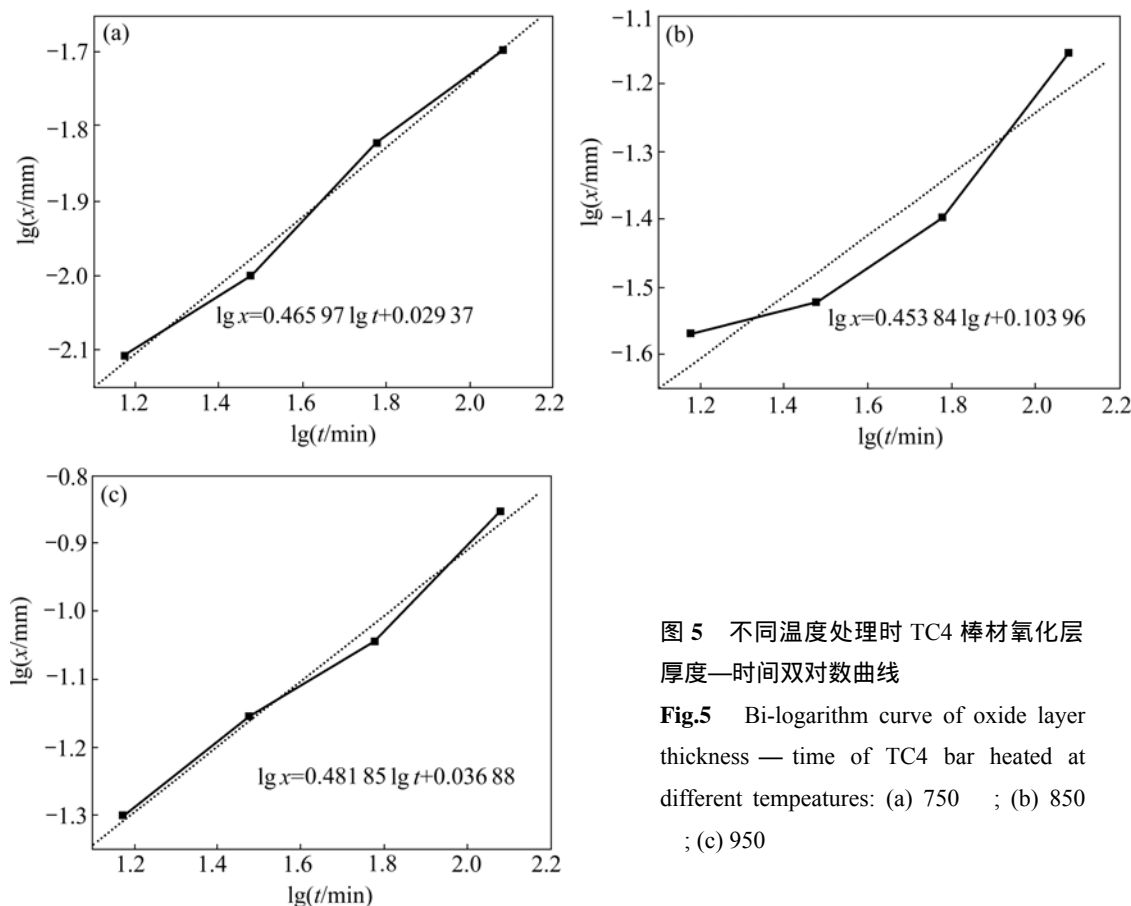 (a)
−1.7
−1.8
−1.9
−2.0
−2.1
lg(x/mm)
lg x=0.465 97 lg t+0.029 37
1.2 1.4 1.6 1.8 2.0 2.2
lg(t/min)
(b)
−1.1
−1.2
−1.3
−1.4
−1.5
−1.6
lg(x/mm)
lg x=0.453 84 lg t+0.103 96
1.2 1.4 1.6 1.8 2.0 2.2
lg(t/min)
(c)
−0.8
−0.9
−1.0
−1.1
−1.2
−1.3
lg(x/mm)
lg x=0.481 85 lg t+0.036 88
1.2 1.4 1.6 1.8 2.0 2.2
lg(t/min)
图 5 不同温度处理时 TC4 棒材氧化层
厚度—时间双对数曲线
Fig.5 Bi-logarithm curve of oxide layer
thickness — time of TC4 bar heated at
different tempeatures: (a) 750 ; (b) 850
; (c) 950